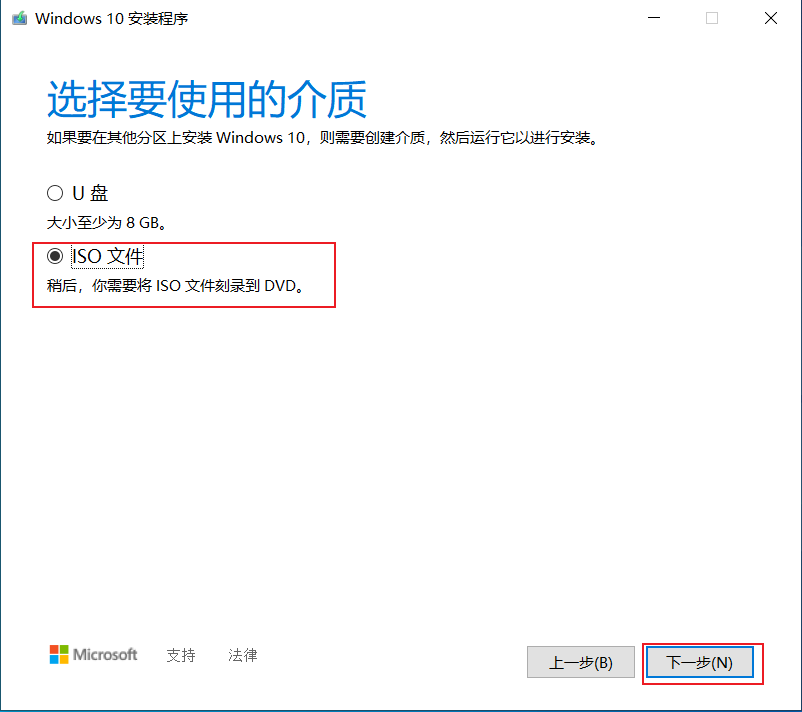 Windows 10 安装程序
选择要使用的介质
如果要在其他分区上安装 Windows 10，则需要创建介质，然后运行它以进行安装。
U 盘
大小至少为 8 GB。
ISO 文件
稍后，你需要将 ISO 文件刻录到 DVD。
Microsoft 支持 法律 上一步(B) 下一步(N)